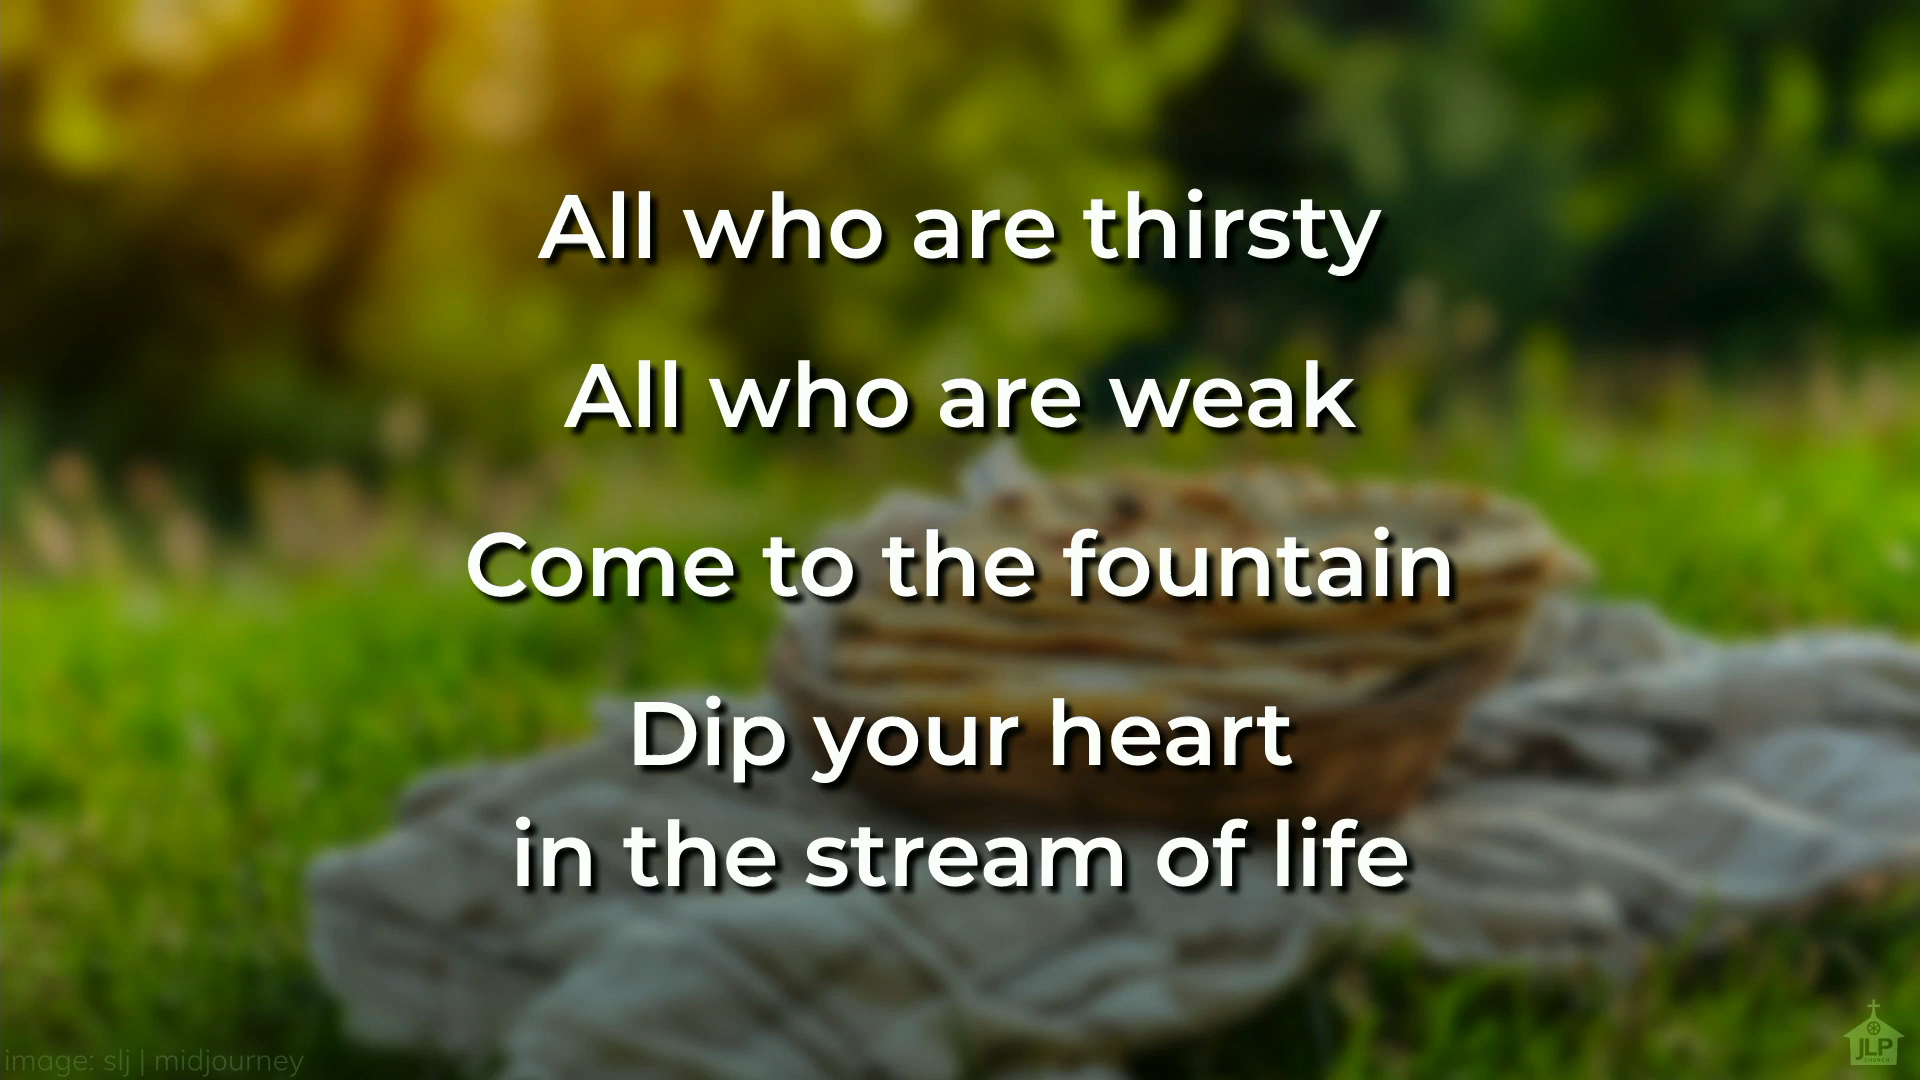 All who are thirsty
All who are weak
Come to the fountain
Dip your heart
in the stream of life
image: slj | midjourney
JLP
CHURCH